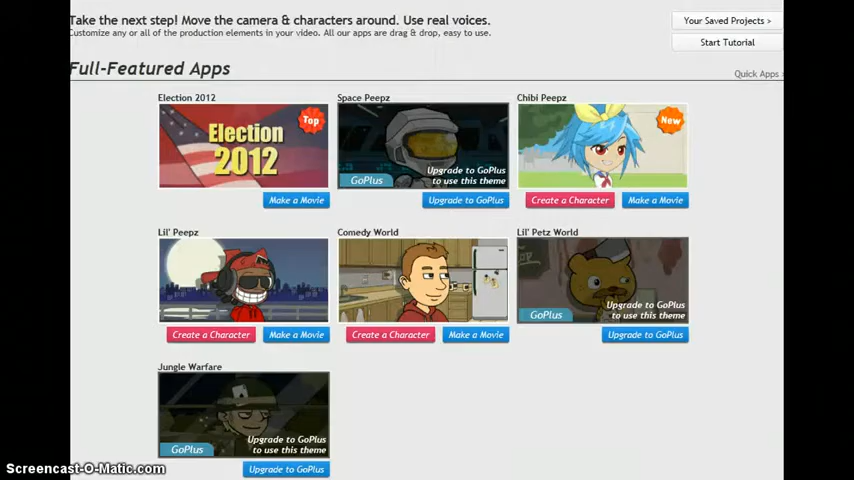 Take the next step! Move the camera & characters around. Use real voices.
Customize any or all of the production elements in your video. All our apps are drag & drop, easy to use.
Your Saved Projects >
Start Tutorial
Full-Featured Apps
Quick Apps ›
Election 2012
Space Peepz
Chibi Peepz
Election
2012
Top
GoPlus
Upgrade to GoPlus
to use this theme
New
Make a Movie
Upgrade to GoPlus
Create a Character
Make a Movie
Lil' Peepz
Comedy World
Lil' Petz World
GoPlus
Upgrade to GoPlus
to use this theme
Create a Character
Make a Movie
Create a Character
Make a Movie
Upgrade to GoPlus
Jungle Warfare
GoPlus
Upgrade to GoPlus
to use this theme
Upgrade to GoPlus
Screencast-O-Matic.com